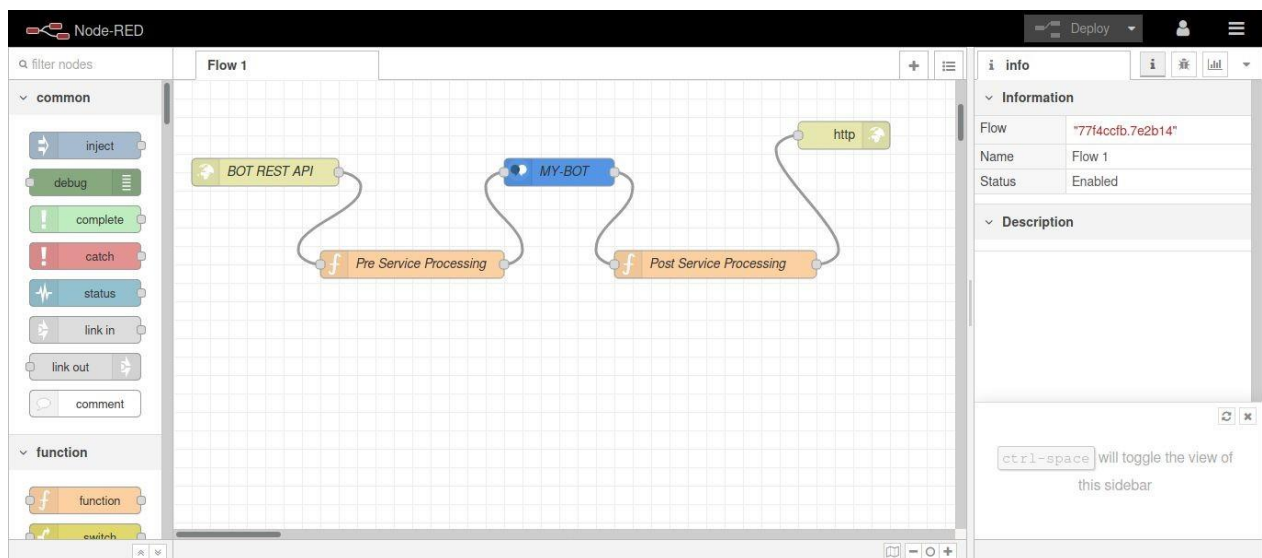 Node-RED
Deploy
filter nodes
common
inject
debug
complete
catch
status
link in
link out
comment
function
function
switch
Flow 1
BOT REST API
Pre Service Processing
MY-BOT
Post Service Processing
http
i info
i
Information
Flow "77f4ccfb.7e2b14"
Name Flow 1
Status Enabled
Description
ctrl-space will toggle the view of
this sidebar